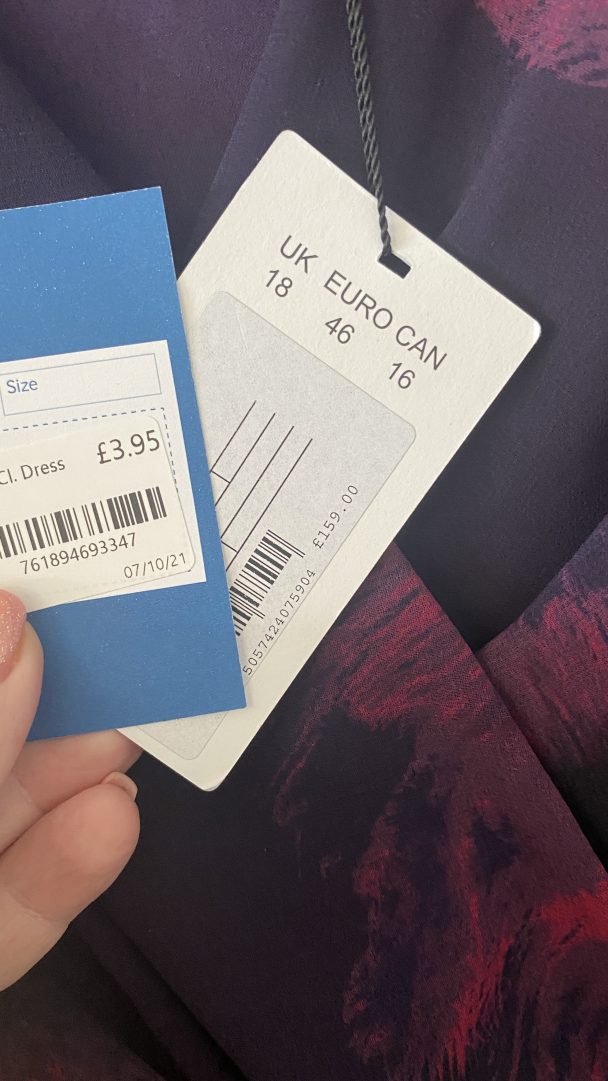 Size
£3.95
Cl. Dress
761894693347
07/10/21
UK EURO CAN
18 46 16
£159.00
5057424075904